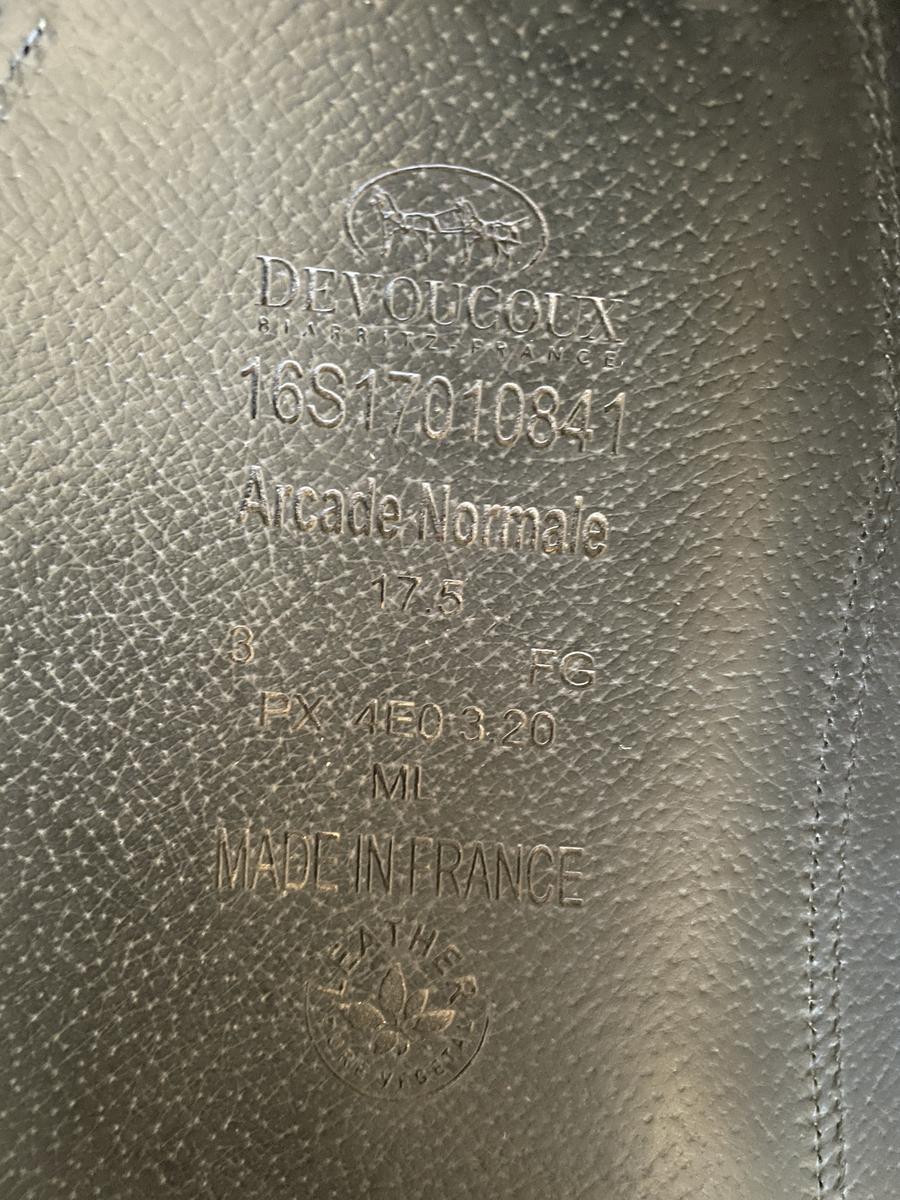 DEVOUCOUX
BIARRITZ-FRANCE
16S17010841
Arcade Normale
17.5
3 FG
PX 4E0 3.20
ML
MADE IN FRANCE
LEATHER
PURE VEGETAL